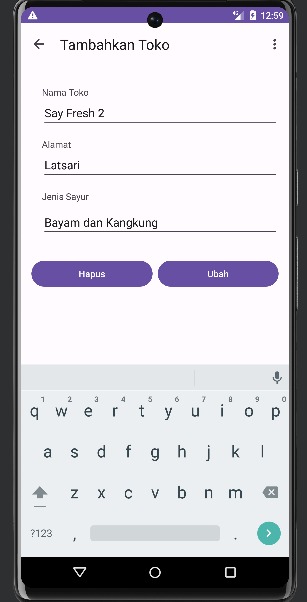 12:59
Tambahkan Toko
Nama Toko
Say Fresh 2
Alamat
Latsari
Jenis Sayur
Bayam dan Kangkung
Hapus Ubah
1 2 3 4 5 6 7 8 9 0
q w e r t y u i o p
a s d f g h j k l
z x c v b n m
?123 , .